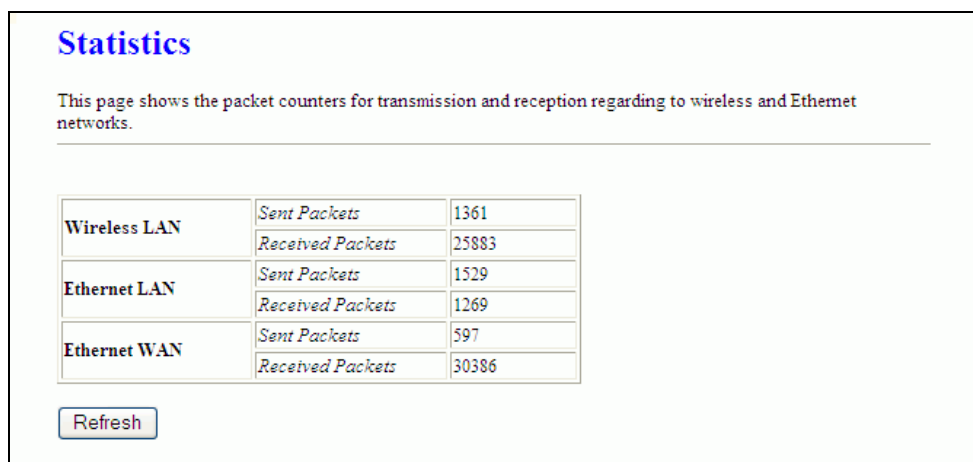 Statistics
This page shows the packet counters for transmission and reception regarding to wireless and Ethernet
networks.
Wireless LAN
Sent Packets 1361
Received Packets 25883
Ethernet LAN
Sent Packets 1529
Received Packets 1269
Ethernet WAN
Sent Packets 597
Received Packets 30386
Refresh